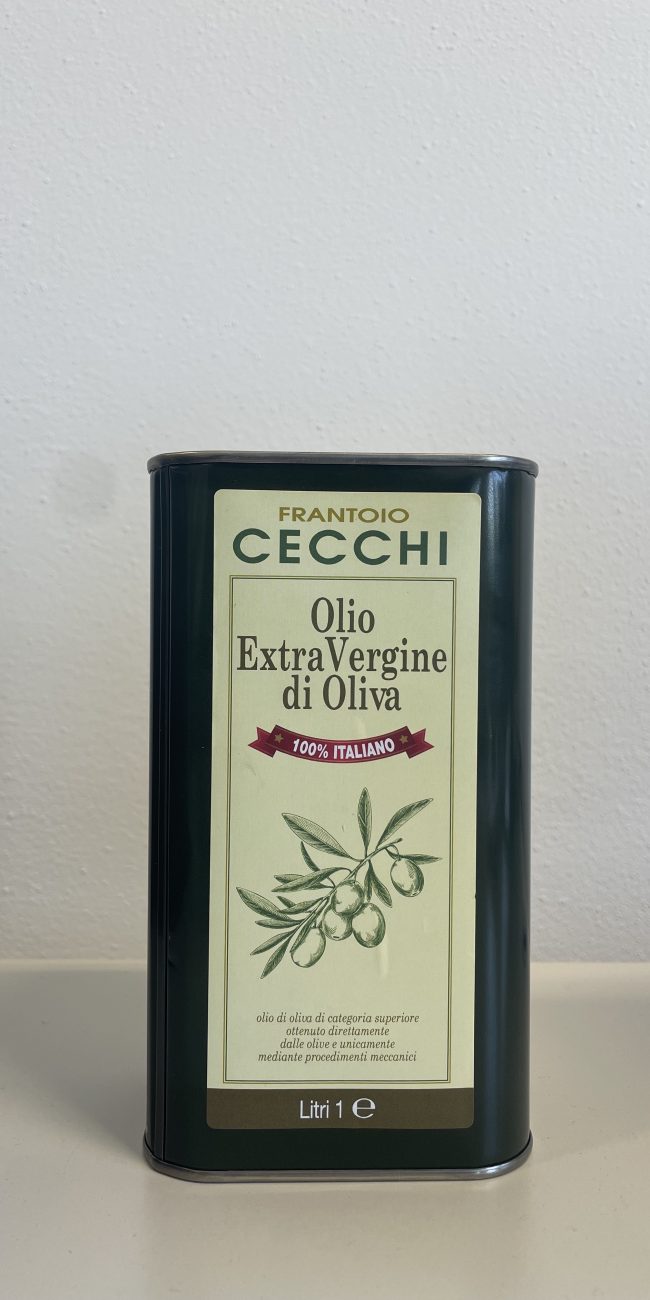 FRANTOIO
CECCHI
Olio
ExtraVergine
di Oliva
100% ITALIANO
olio di oliva di categoria superiore
ottenuto direttamente
dalle olive e unicamente
mediante procedimenti meccanici
Litri 1 ℮